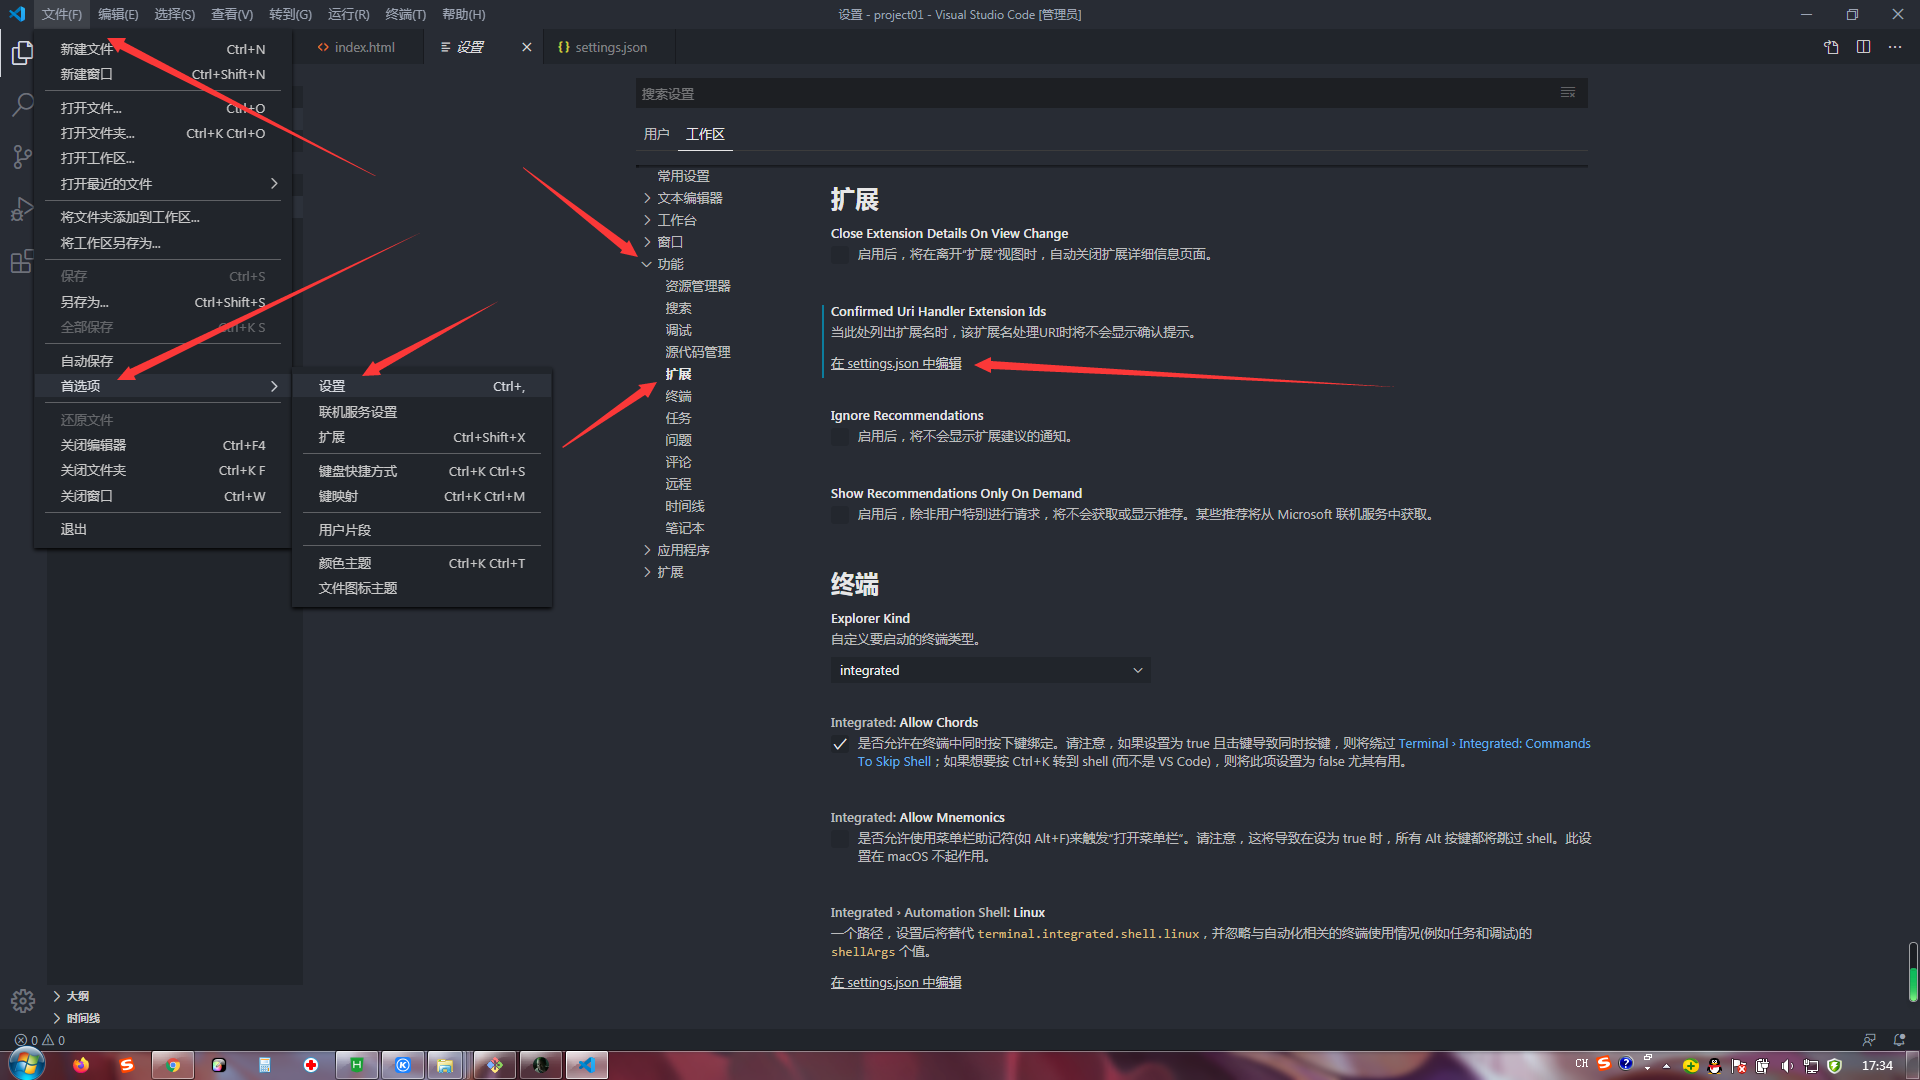 文件(F) 编辑(E) 选择(S) 查看(V) 转到(G) 运行(R) 终端(T) 帮助(H)
设置 - project01 - Visual Studio Code [管理员]
index.html
设置
settings.json
新建文件 Ctrl+N
新建窗口 Ctrl+Shift+N
打开文件... Ctrl+O
打开文件夹... Ctrl+K Ctrl+O
打开工作区...
打开最近的文件
将文件夹添加到工作区...
将工作区另存为...
保存 Ctrl+S
另存为... Ctrl+Shift+S
全部保存 Ctrl+K S
自动保存
首选项
还原文件
关闭编辑器 Ctrl+F4
关闭文件夹 Ctrl+K F
关闭窗口 Ctrl+W
退出
设置 Ctrl+,
联机服务设置
扩展 Ctrl+Shift+X
键盘快捷方式 Ctrl+K Ctrl+S
键映射 Ctrl+K Ctrl+M
用户片段
颜色主题 Ctrl+K Ctrl+T
文件图标主题
搜索设置
用户 工作区
常用设置
文本编辑器
工作台
窗口
功能
资源管理器
搜索
调试
源代码管理
扩展
终端
任务
问题
评论
远程
时间线
笔记本
应用程序
扩展
扩展
Close Extension Details On View Change
启用后，将在离开“扩展”视图时，自动关闭扩展详细信息页面。
Confirmed Uri Handler Extension Ids
当此处列出扩展名时，该扩展名处理URI时将不会显示确认提示。
在 settings.json 中编辑
Ignore Recommendations
启用后，将不会显示扩展建议的通知。
Show Recommendations Only On Demand
启用后，除非用户特别进行请求，将不会获取或显示推荐。某些推荐将从 Microsoft 联机服务中获取。
终端
Explorer Kind
自定义要启动的终端类型。
integrated
Integrated: Allow Chords
是否允许在终端中同时按下键绑定。请注意，如果设置为 true 且击键导致同时按键，则将绕过 Terminal › Integrated: Commands
To Skip Shell；如果想要按 Ctrl+K 转到 shell (而不是 VS Code)，则将此项设置为 false 尤其有用。
Integrated: Allow Mnemonics
是否允许使用菜单栏助记符(如 Alt+F)来触发“打开菜单栏”。请注意，这将导致在设为 true 时，所有 Alt 按键都将跳过 shell。此设
置在 macOS 不起作用。
Integrated › Automation Shell: Linux
一个路径，设置后将替代 terminal.integrated.shell.linux，并忽略与自动化相关的终端使用情况(例如任务和调试)的
shellArgs 个值。
在 settings.json 中编辑
大纲
时间线
0 0
CH
17:34